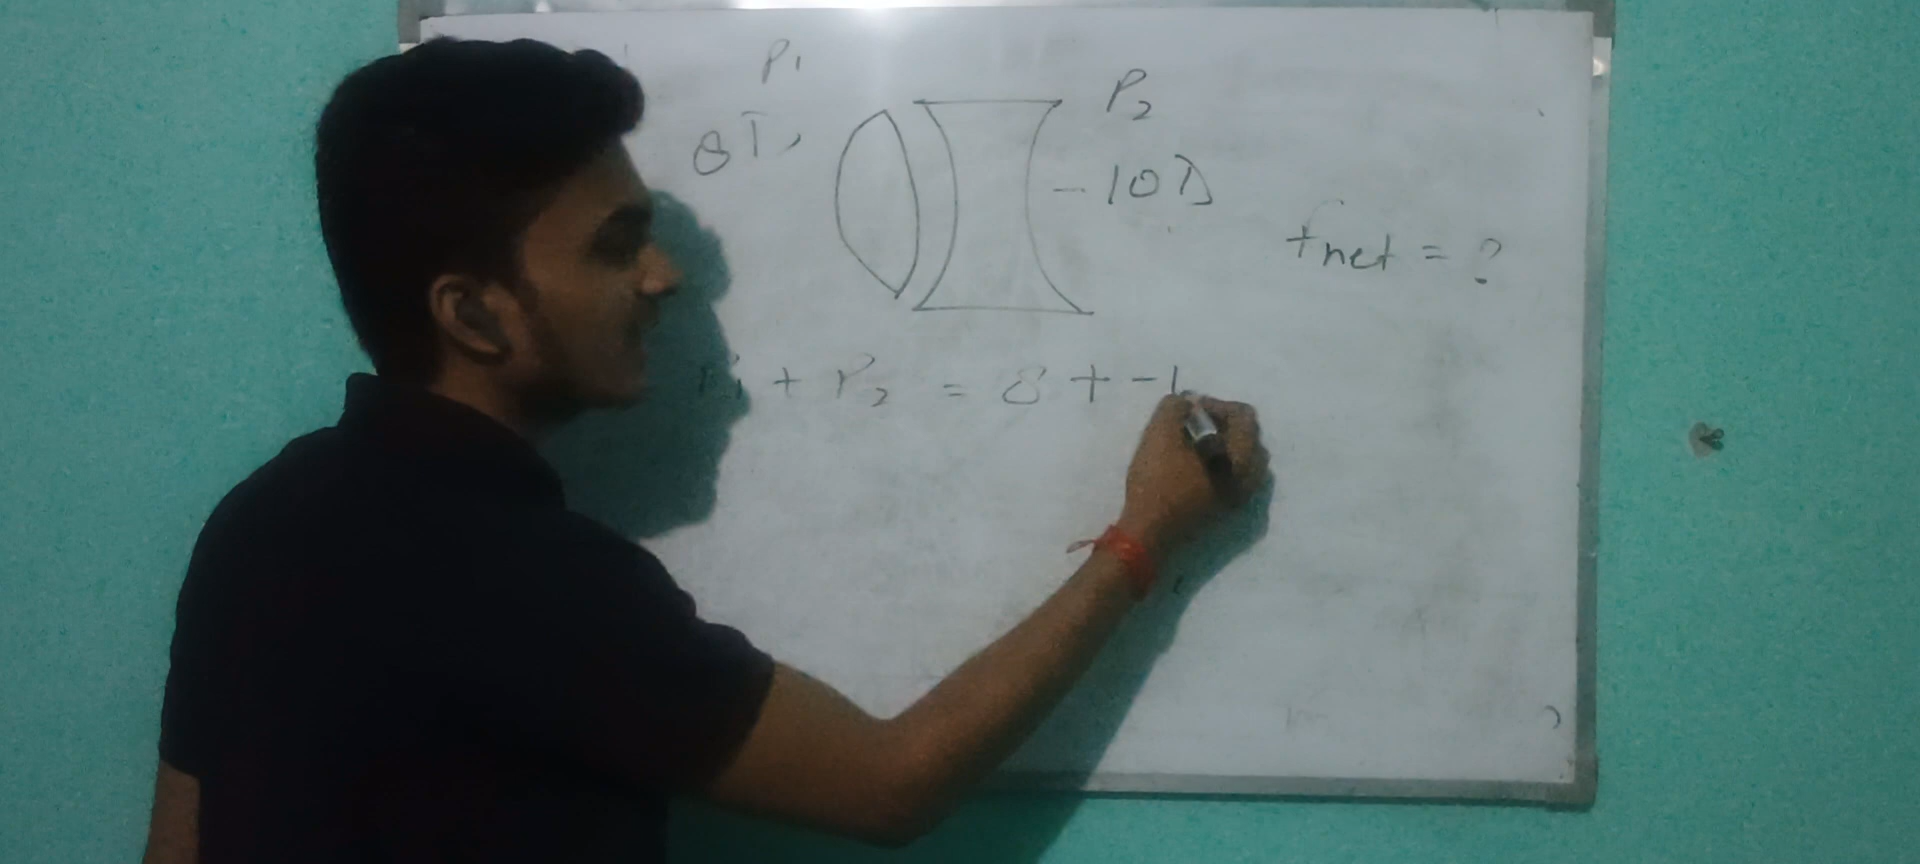 P1
P2
8D
-10D
fnet = ?
P1 + P2 = 8 + -1